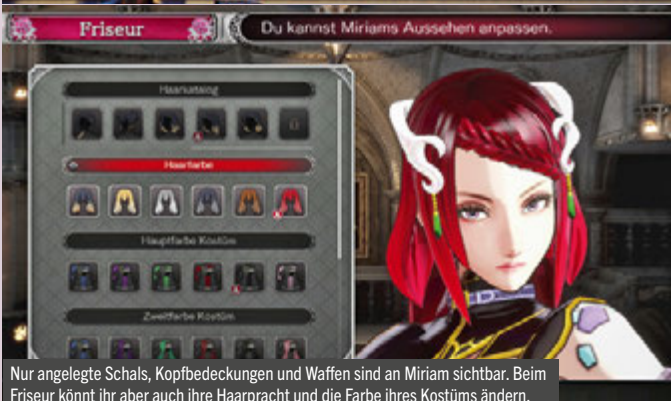 Friseur
Du kannst Miriams Aussehen anpassen.
Haarkatalog
Haarfarbe
Hauptfarbe Kostüm
Zweitfarbe Kostüm
Nur angelegte Schals, Kopfbedeckungen und Waffen sind an Miriam sichtbar. Beim
Friseur könnt ihr aber auch ihre Haarpracht und die Farbe ihres Kostüms ändern.